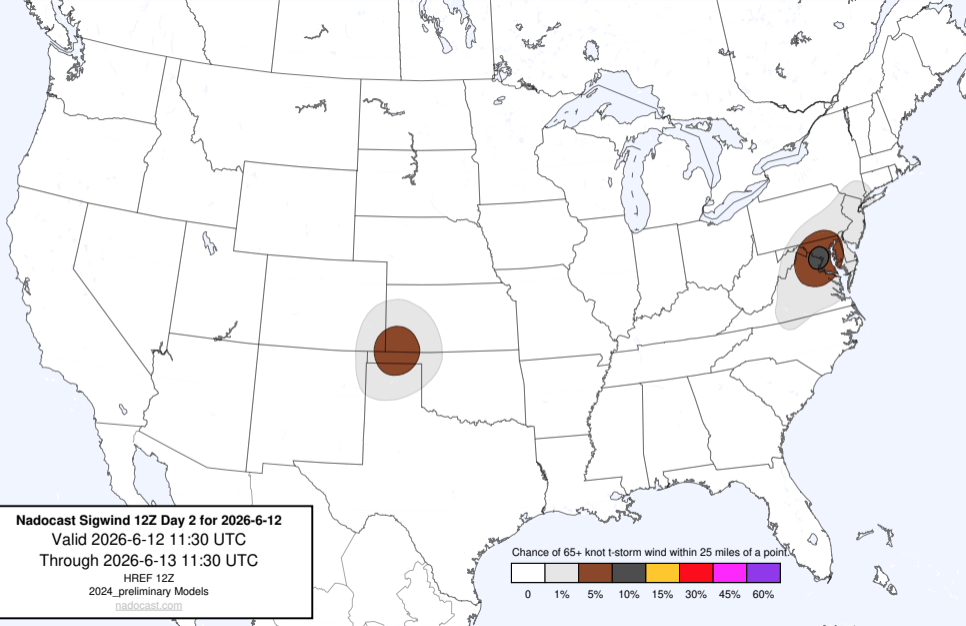 Nadocast Sigwind 12Z Day 2 for 2026-6-12
Valid 2026-6-12 11:30 UTC
Through 2026-6-13 11:30 UTC
HREF 12Z
2024_preliminary Models
nadocast.com
Chance of 65+ knot t-storm wind within 25 miles of a point.
0 1% 5% 10% 15% 30% 45% 60%